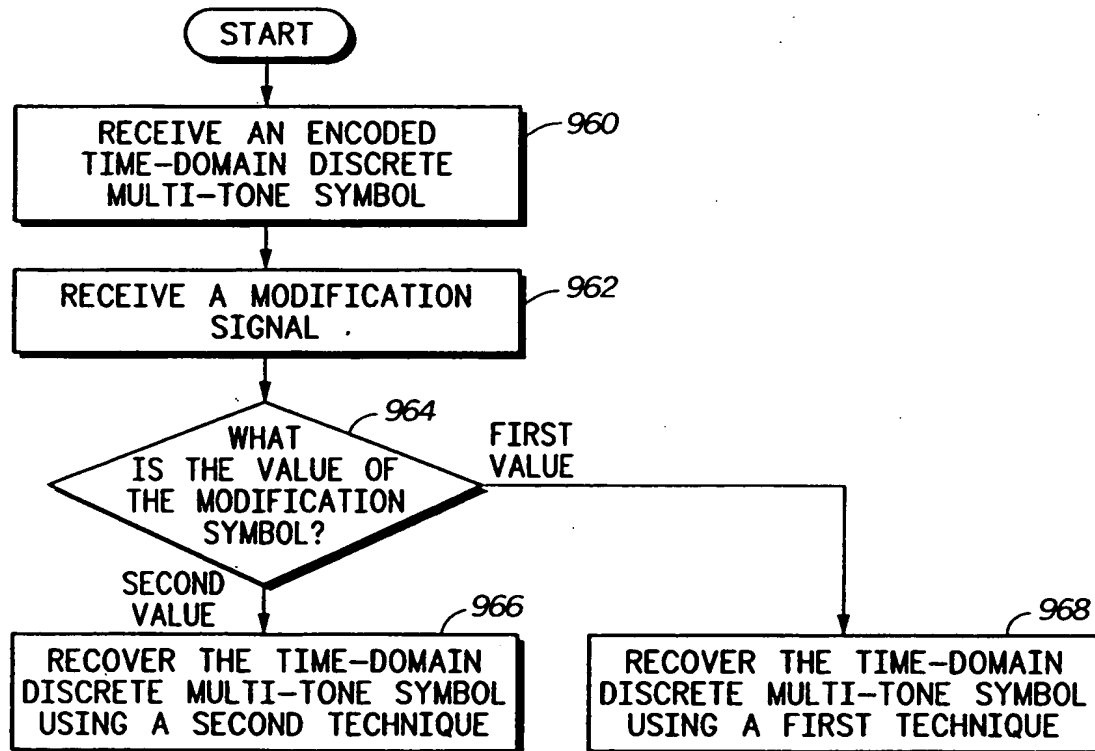 START
RECEIVE AN ENCODED
TIME-DOMAIN DISCRETE
MULTI-TONE SYMBOL
960
RECEIVE A MODIFICATION
SIGNAL
962
WHAT
IS THE VALUE OF
THE MODIFICATION
SYMBOL?
964
FIRST
VALUE
SECOND
VALUE
RECOVER THE TIME-DOMAIN
DISCRETE MULTI-TONE SYMBOL
USING A SECOND TECHNIQUE
966
RECOVER THE TIME-DOMAIN
DISCRETE MULTI-TONE SYMBOL
USING A FIRST TECHNIQUE
968